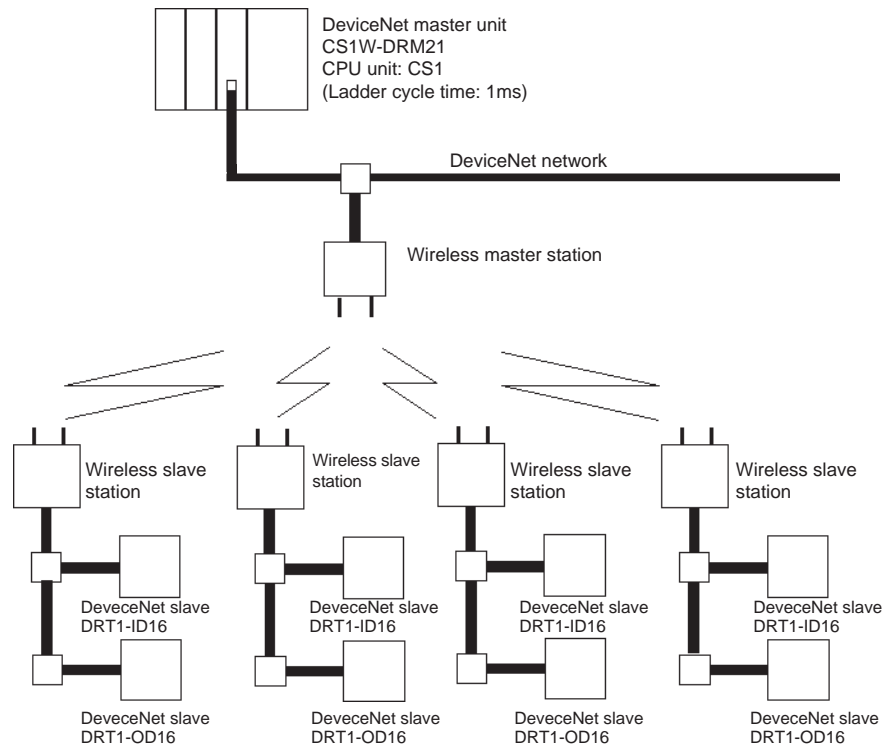 DeviceNet master unit
CS1W-DRM21
CPU unit: CS1
(Ladder cycle time: 1ms)
DeviceNet network
Wireless master station
Wireless slave
station
Wireless slave
station
Wireless slave
station
Wireless slave
station
DeveceNet slave
DRT1-ID16
DeveceNet slave
DRT1-ID16
DeveceNet slave
DRT1-ID16
DeveceNet slave
DRT1-ID16
DeveceNet slave
DRT1-OD16
DeveceNet slave
DRT1-OD16
DeveceNet slave
DRT1-OD16
DeveceNet slave
DRT1-OD16